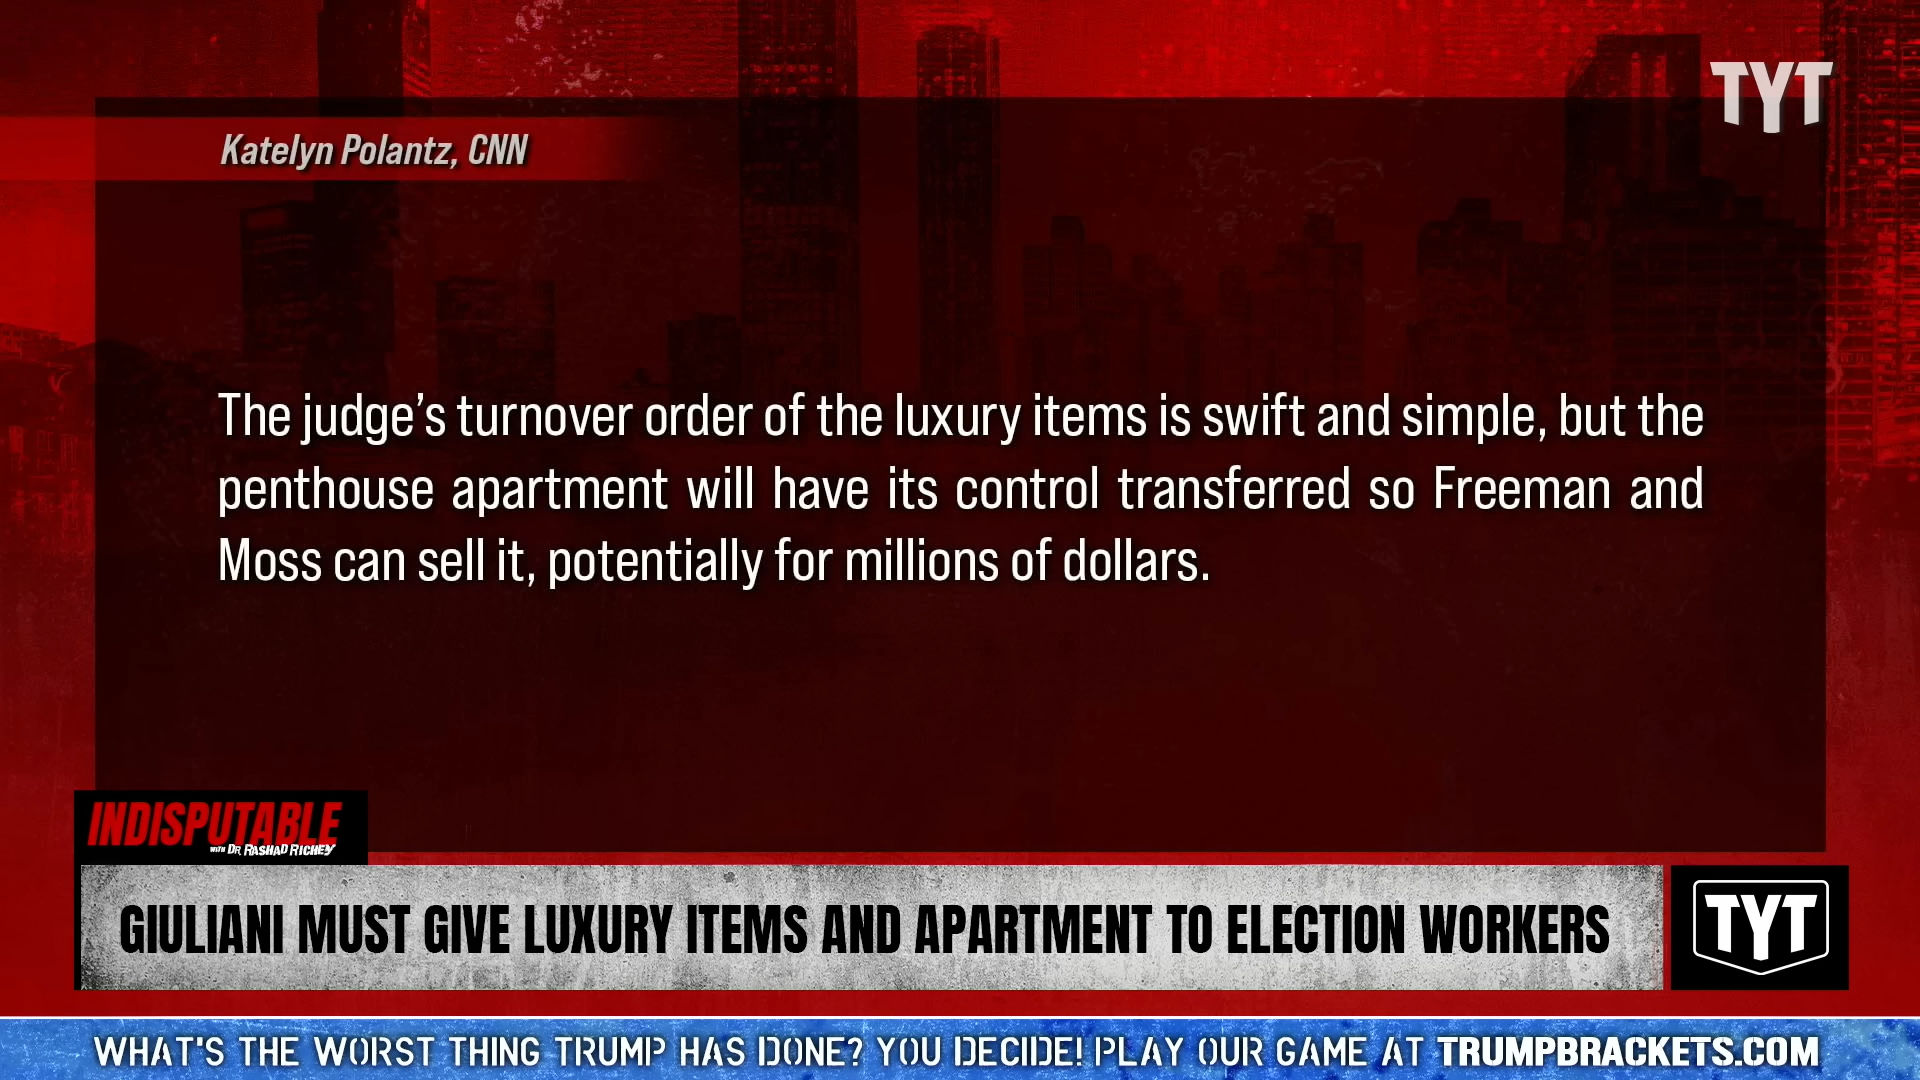 TYT
Katelyn Polantz, CNN
The judge's turnover order of the luxury items is swift and simple, but the
penthouse apartment will have its control transferred so Freeman and
Moss can sell it, potentially for millions of dollars.
INDISPUTABLE
WITH DR RASHAD RICHEY
GIULIANI MUST GIVE LUXURY ITEMS AND APARTMENT TO ELECTION WORKERS
TYT
WHAT'S THE WORST THING TRUMP HAS DONE? YOU DECIDE! PLAY OUR GAME AT TRUMPBRACKETS.COM